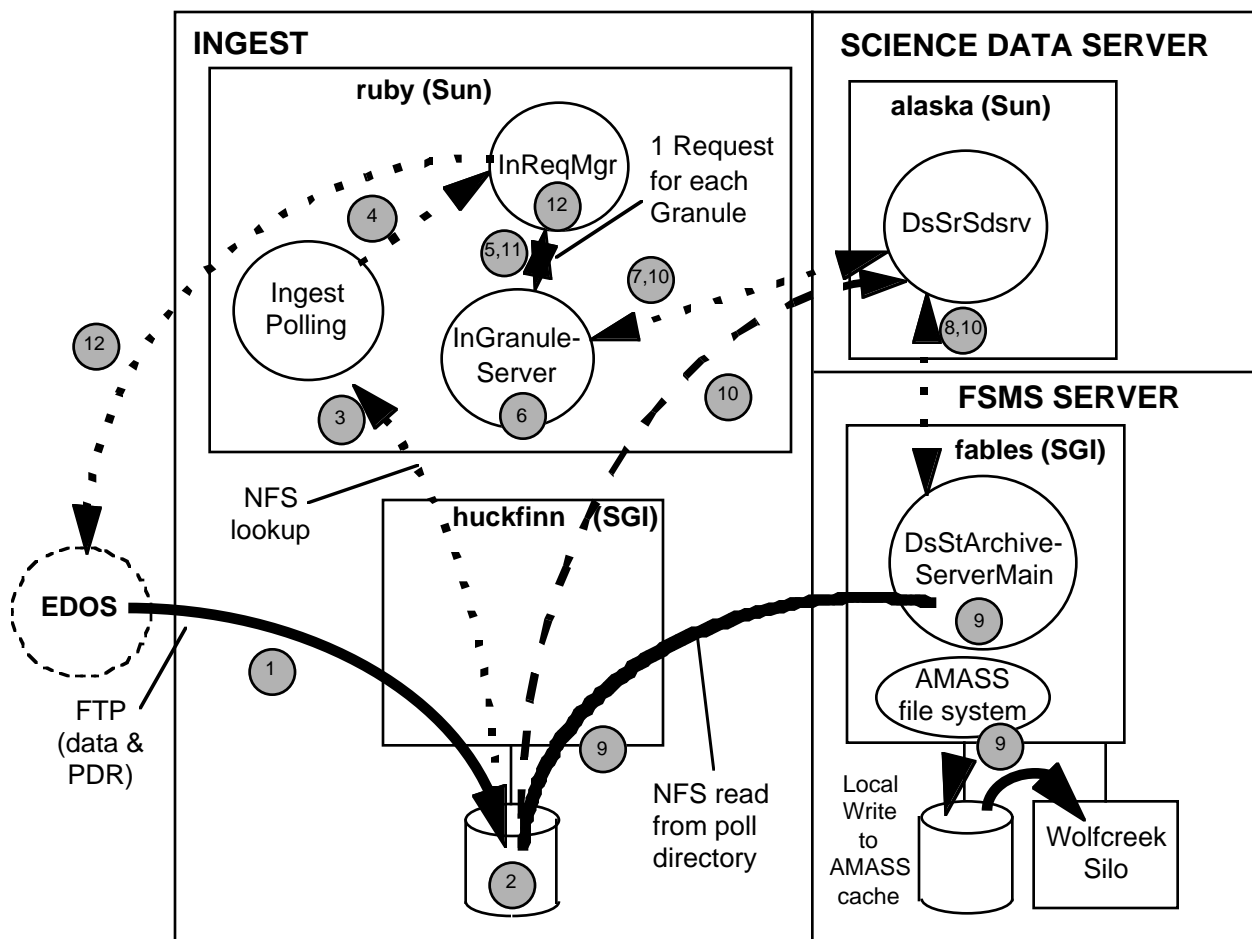 INGEST
SCIENCE DATA SERVER
ruby (Sun)
alaska (Sun)
InReqMgr
12
1 Request
for each
Granule
4
5,11
7,10
DsSrSdsrv
8,10
Ingest
Polling
InGranule-
Server
6
12
3
10
FSMS SERVER
fables (SGI)
NFS
lookup
huckfinn (SGI)
DsStArchive-
ServerMain
9
EDOS
1
FTP
(data &
PDR)
AMASS
file system
9
9
NFS read
from poll
directory
2
Local
Write
to
AMASS
cache
Wolfcreek
Silo